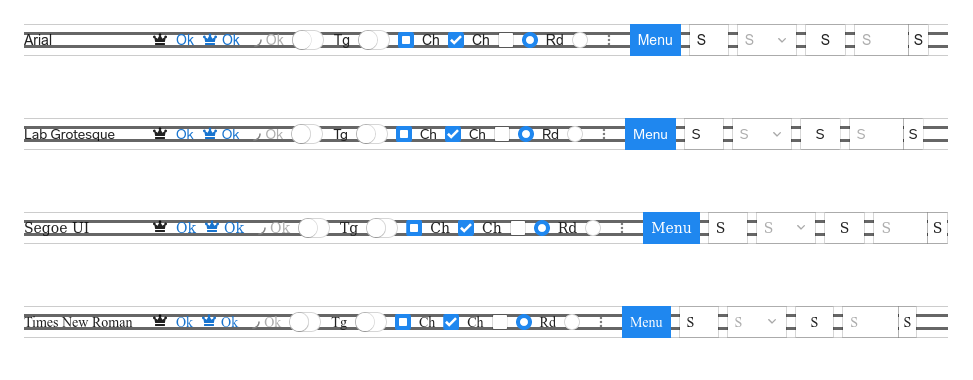 Arial Ok Ok Ok Tg Ch Ch Rd Menu S S S S S
Lab Grotesque Ok Ok Ok Tg Ch Ch Rd Menu S S S S S
Segoe UI Ok Ok Ok Tg Ch Ch Rd Menu S S S S S
Times New Roman Ok Ok Ok Tg Ch Ch Rd Menu S S S S S